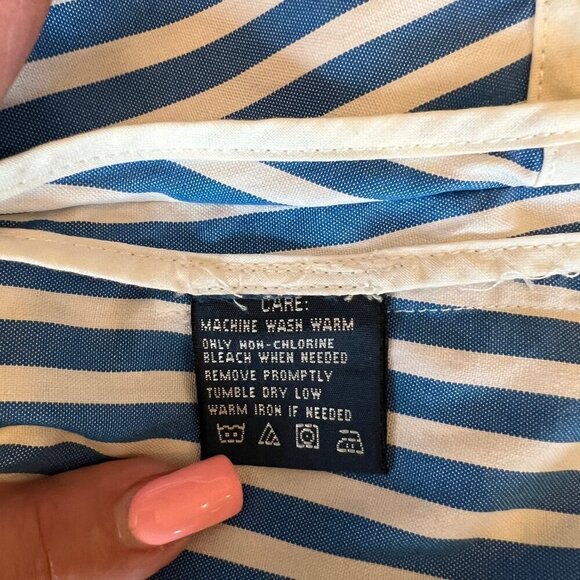 CARE:
MACHINE WASH WARM
ONLY NON-CHLORINE
BLEACH WHEN NEEDED
REMOVE PROMPTLY
TUMBLE DRY LOW
WARM IRON IF NEEDED